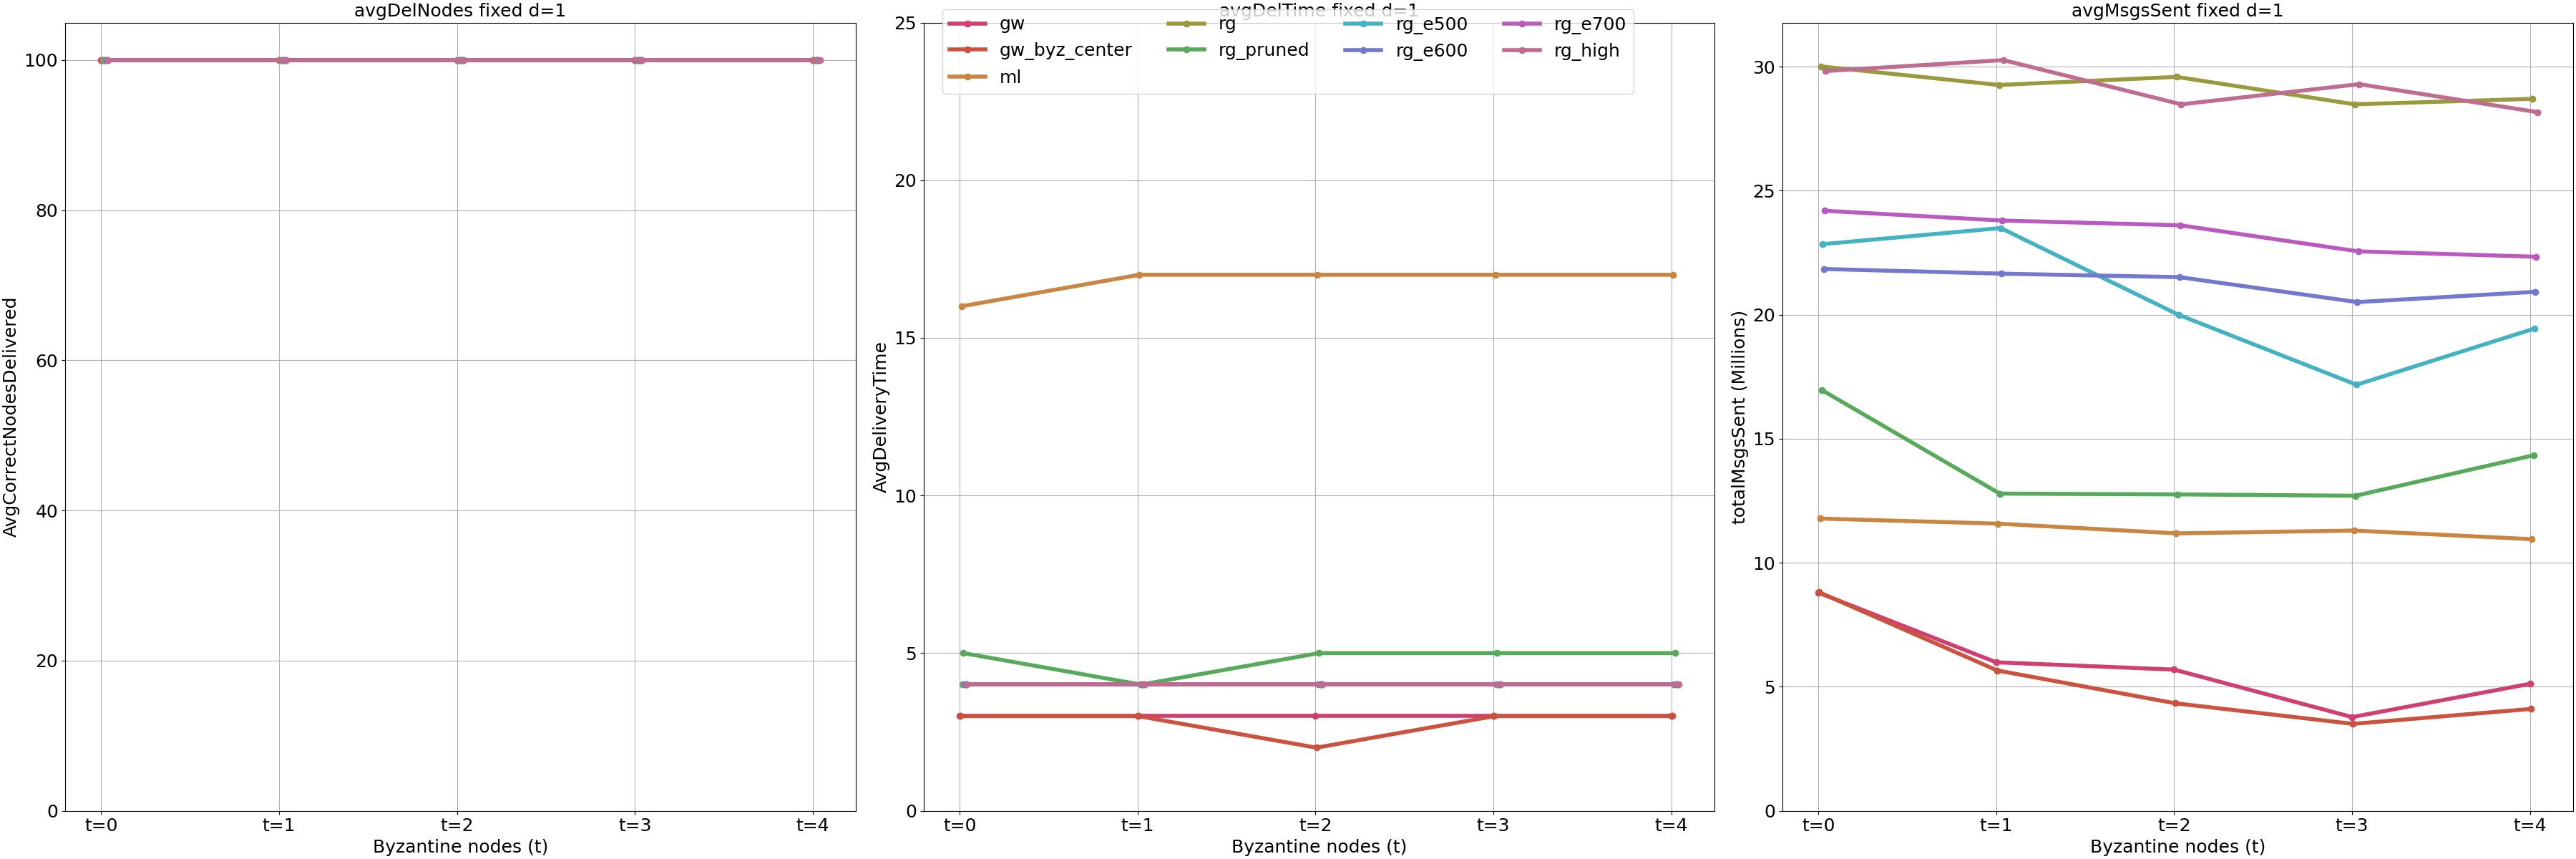 avgDelNodes fixed d=1
AvgCorrectNodesDelivered
100
80
60
40
20
0
t=0 t=1 t=2 t=3 t=4
Byzantine nodes (t)
avgDelTime fixed d=1
gw rg rg_e500 rg_e700
gw_byz_center rg_pruned rg_e600 rg_high
ml
AvgDeliveryTime
25
20
15
10
5
0
t=0 t=1 t=2 t=3 t=4
Byzantine nodes (t)
avgMsgsSent fixed d=1
totalMsgsSent (Millions)
30
25
20
15
10
5
0
t=0 t=1 t=2 t=3 t=4
Byzantine nodes (t)